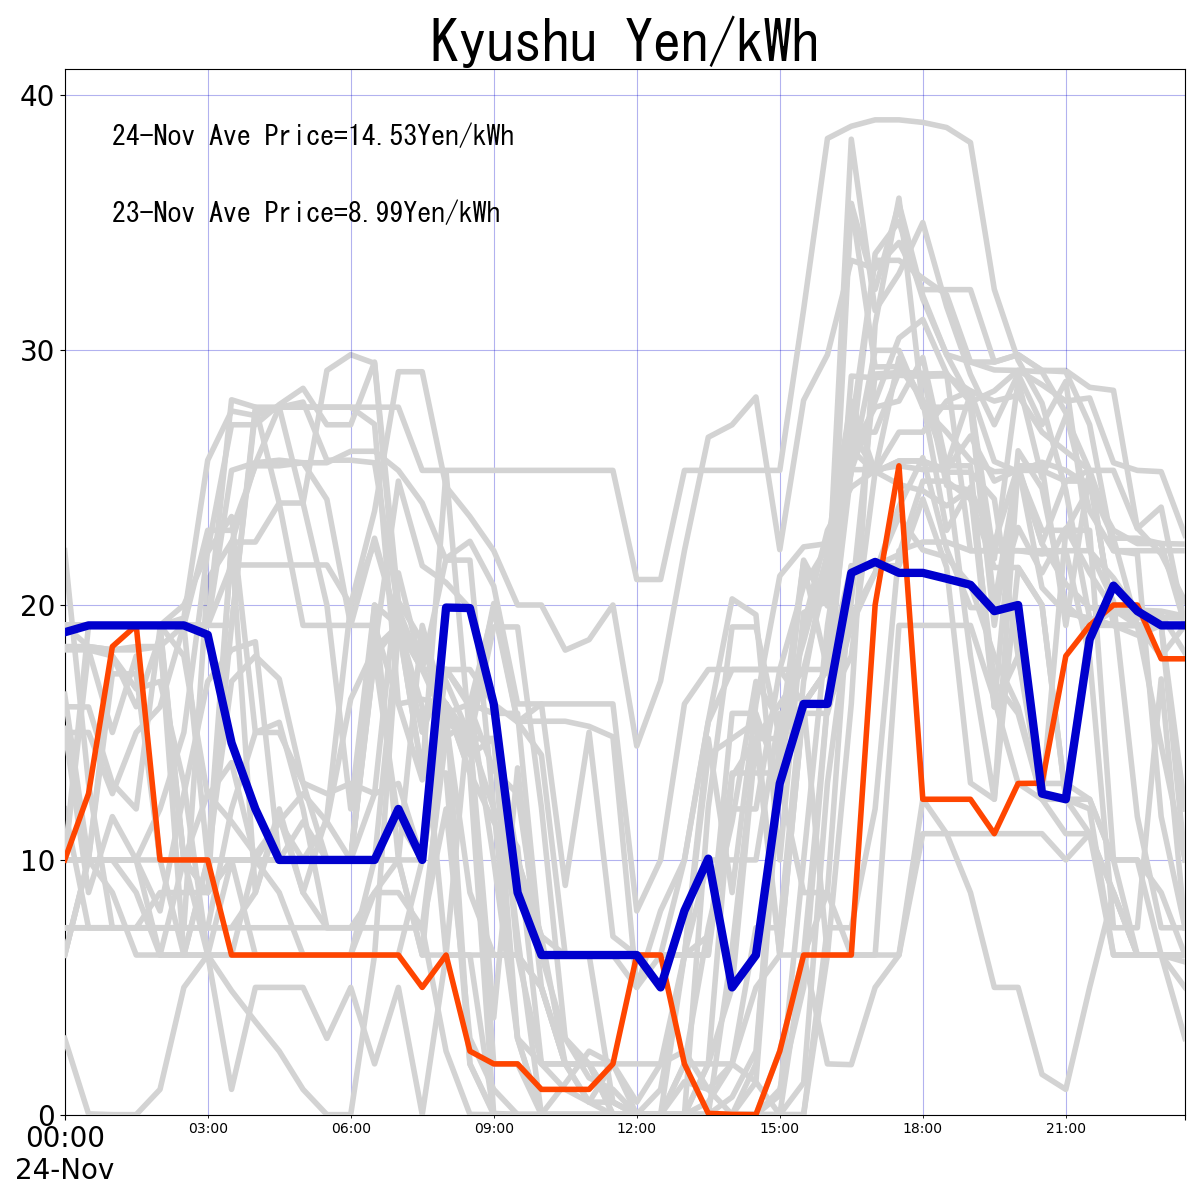 Kyushu Yen/kWh
40
24-Nov Ave Price=14.53Yen/kWh
23-Nov Ave Price=8.99Yen/kWh
30
20
10
0
00:00 03:00 06:00 09:00 12:00 15:00 18:00 21:00
24-Nov